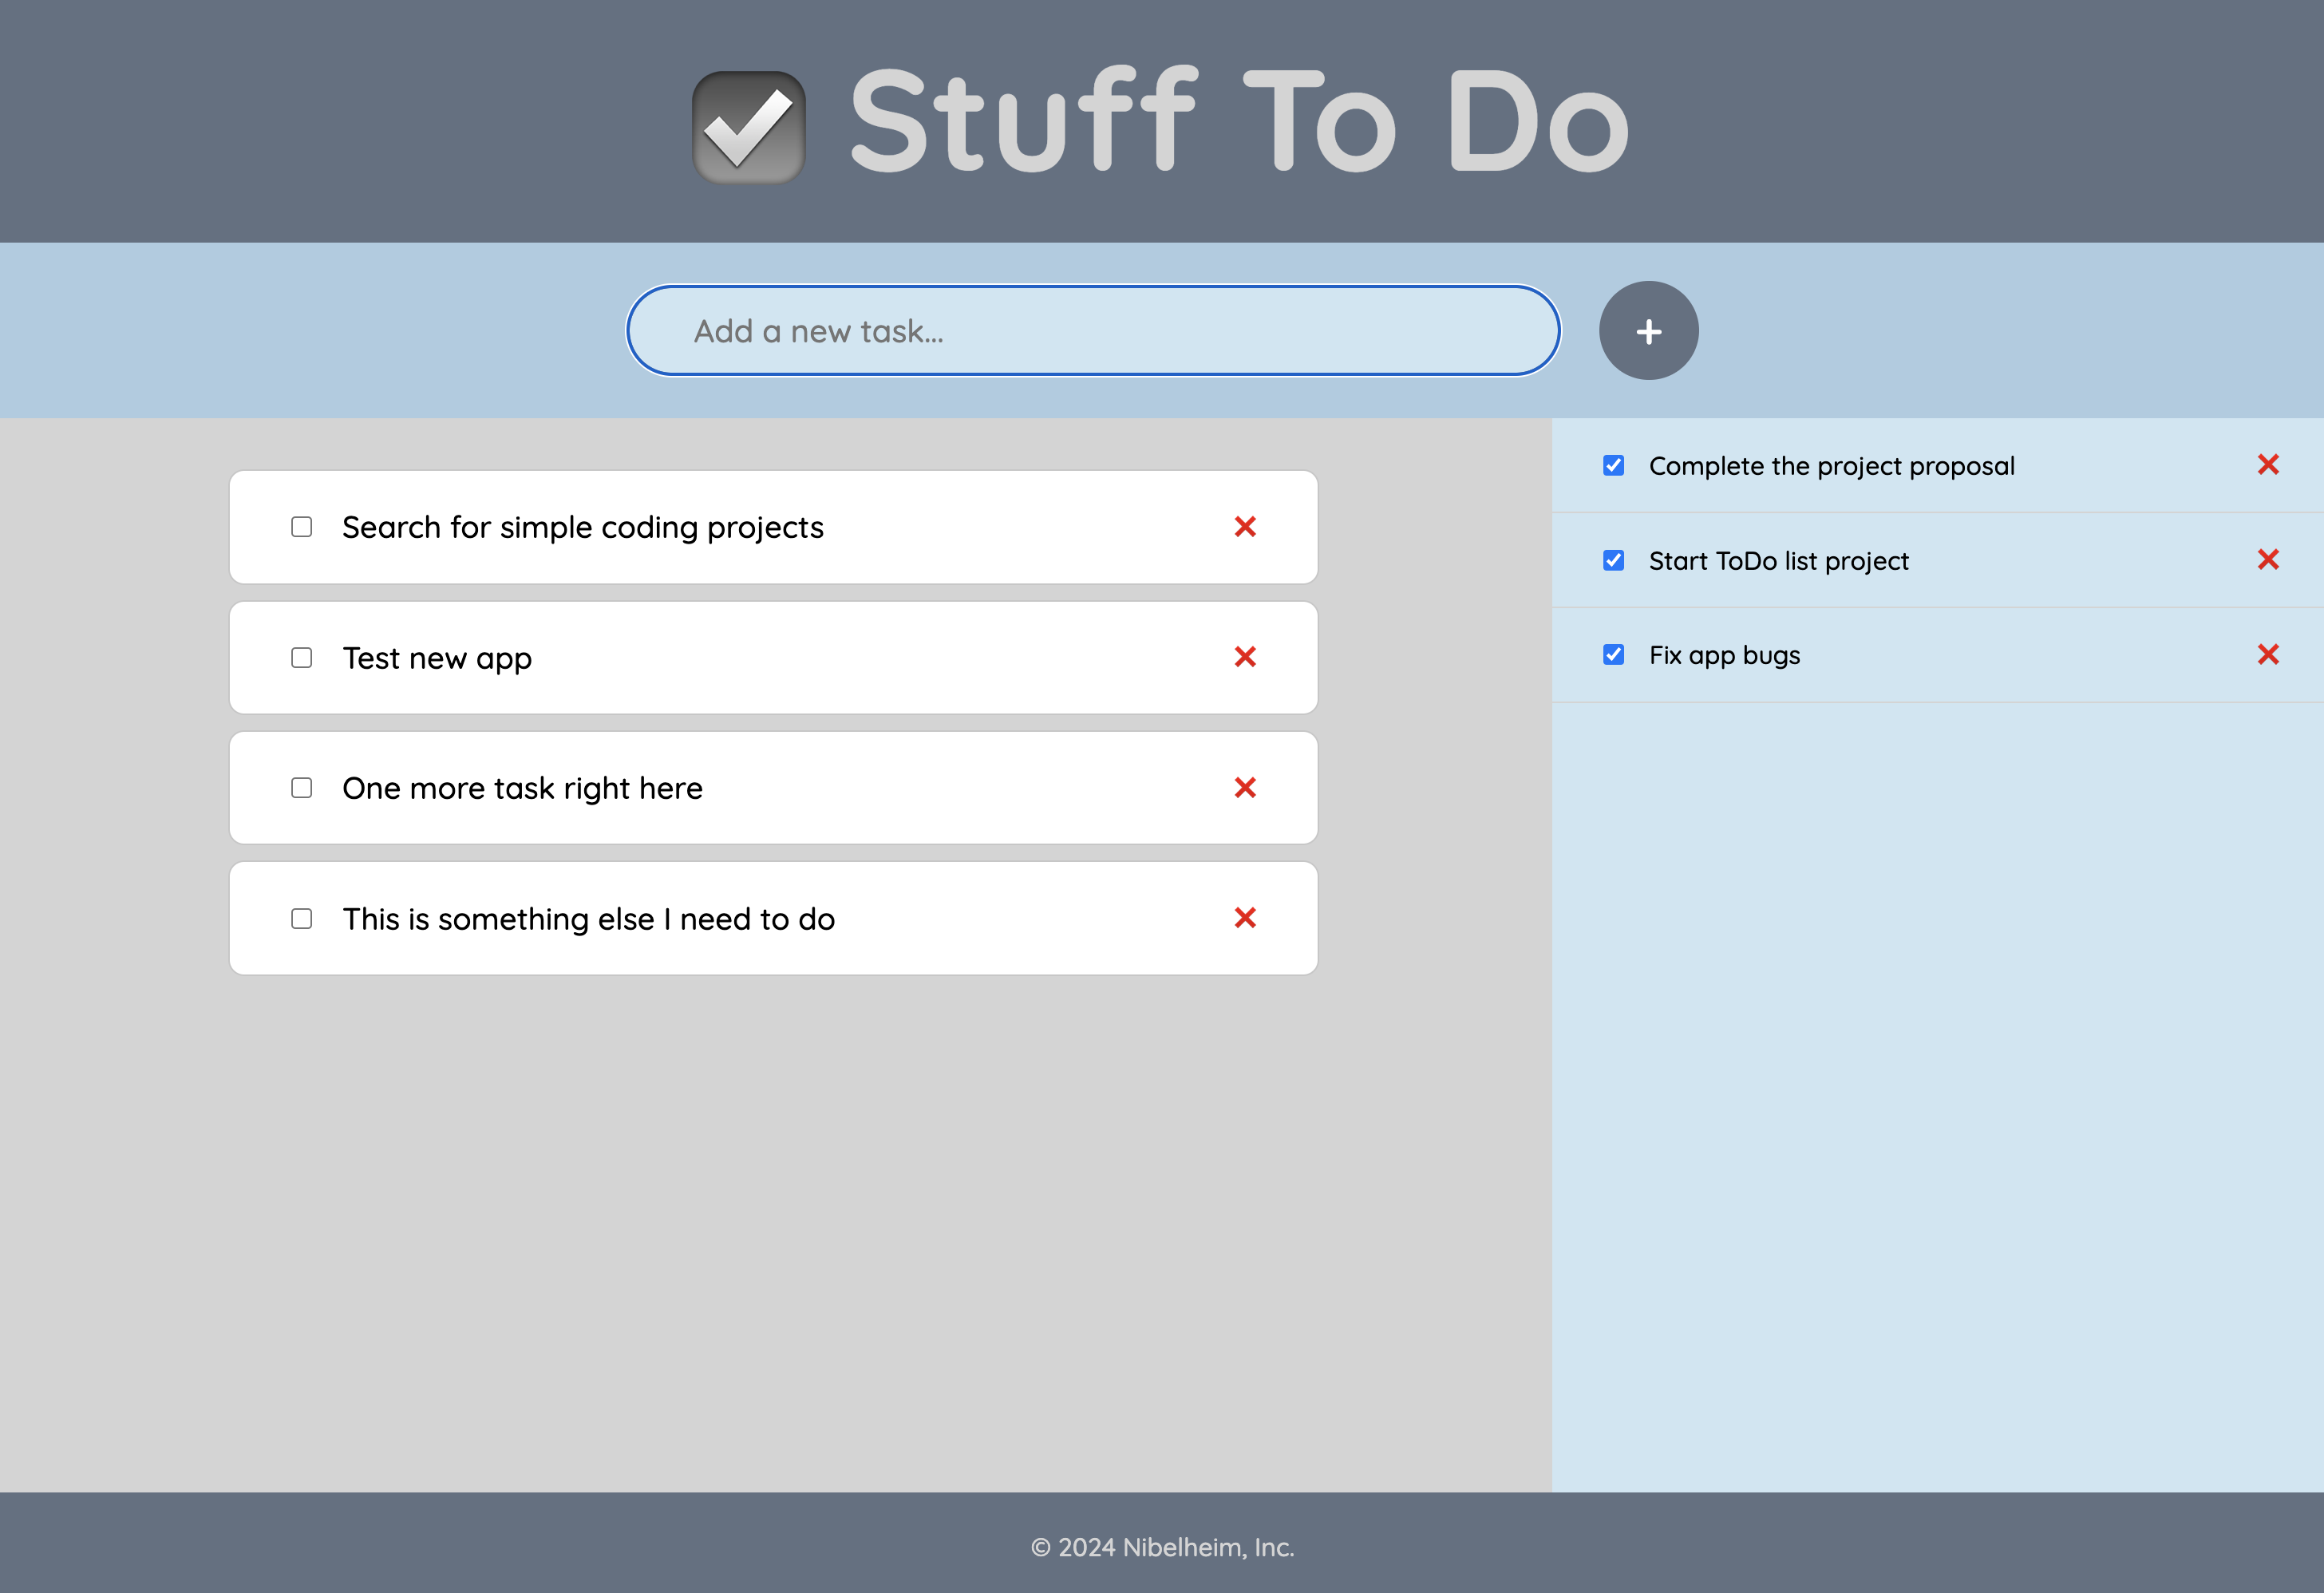 Stuff To Do
Add a new task...
Search for simple coding projects
Test new app
One more task right here
This is something else I need to do
Complete the project proposal
Start ToDo list project
Fix app bugs
© 2024 Nibelheim, Inc.